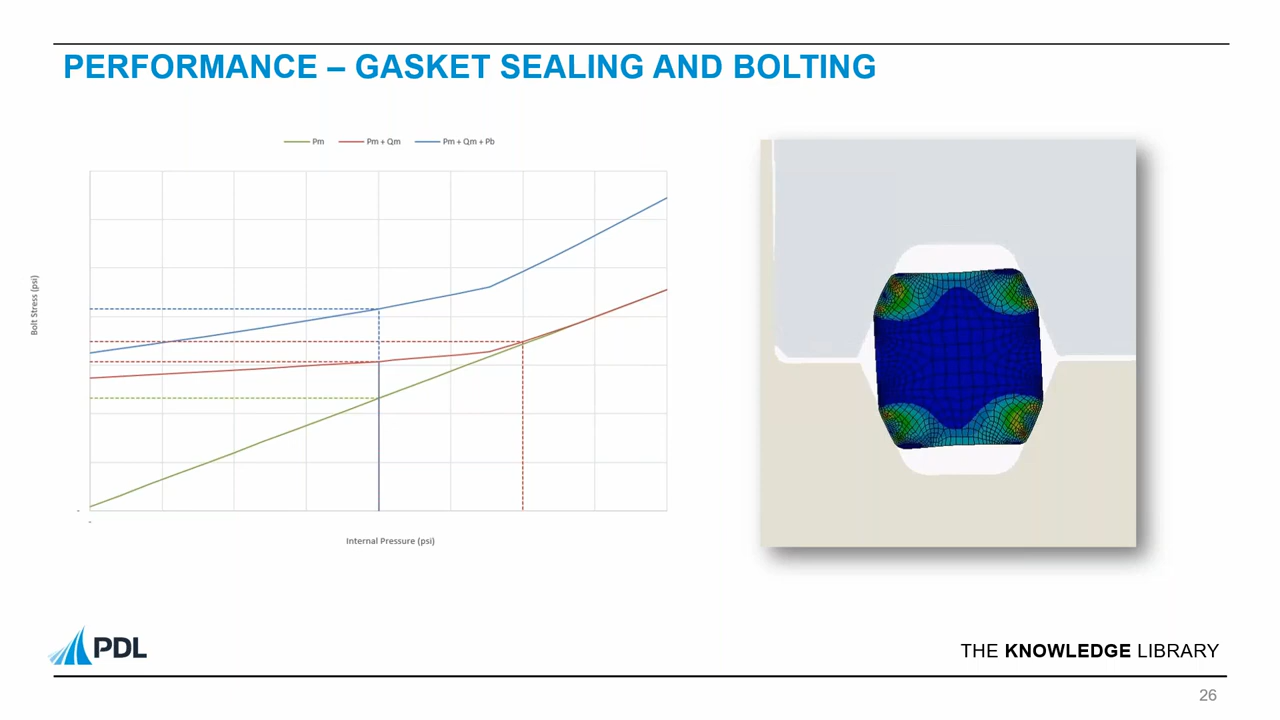 PERFORMANCE – GASKET SEALING AND BOLTING
Pm Pm + Qm Pm + Qm + Pb
Bolt Stress (psi)
-
-
Internal Pressure (psi)
PDL
THE KNOWLEDGE LIBRARY
26